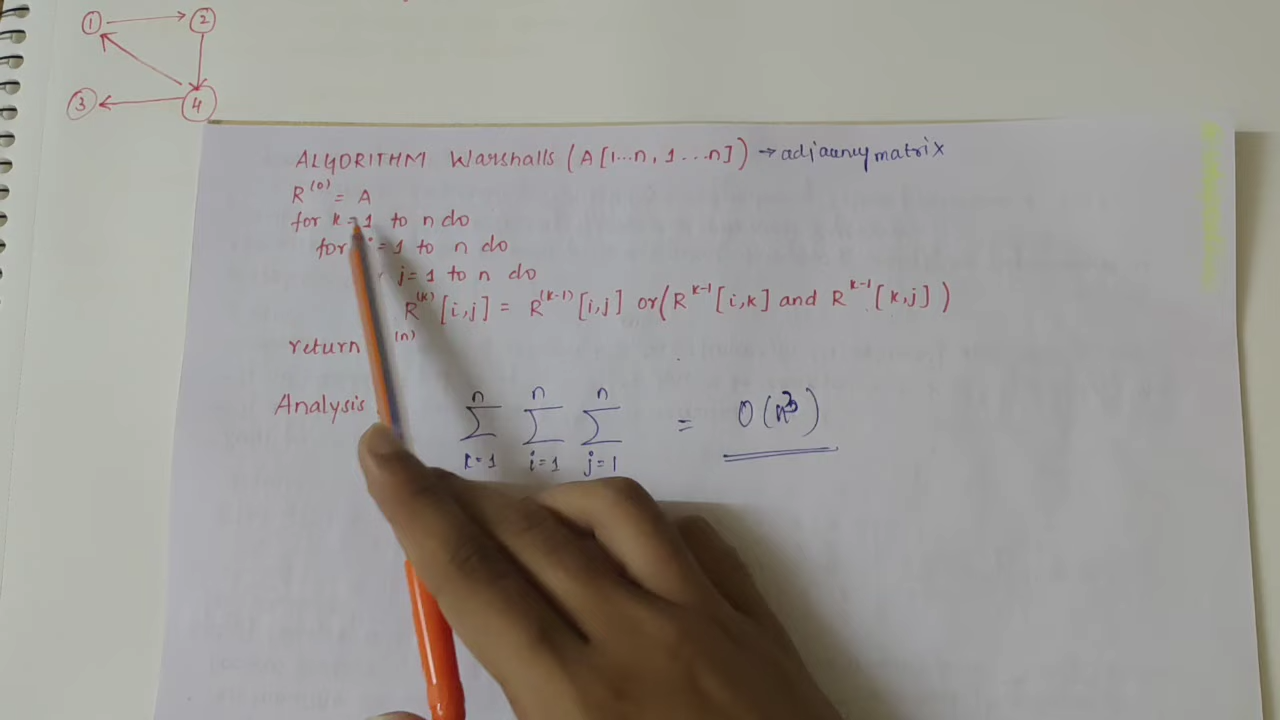 1 2
3 4
ALGORITHM Warshalls (A[1...n, 1...n]) → adjacency matrix
R(0) = A
for k=1 to n do
for i=1 to n do
j=1 to n do
R(k) [i,j] = R(k-1) [i,j] or (R k-1 [i,k] and R k-1 [k,j])
return (n)
Analysis
n n n
∑ ∑ ∑ = O(n3)
k=1 i=1 j=1